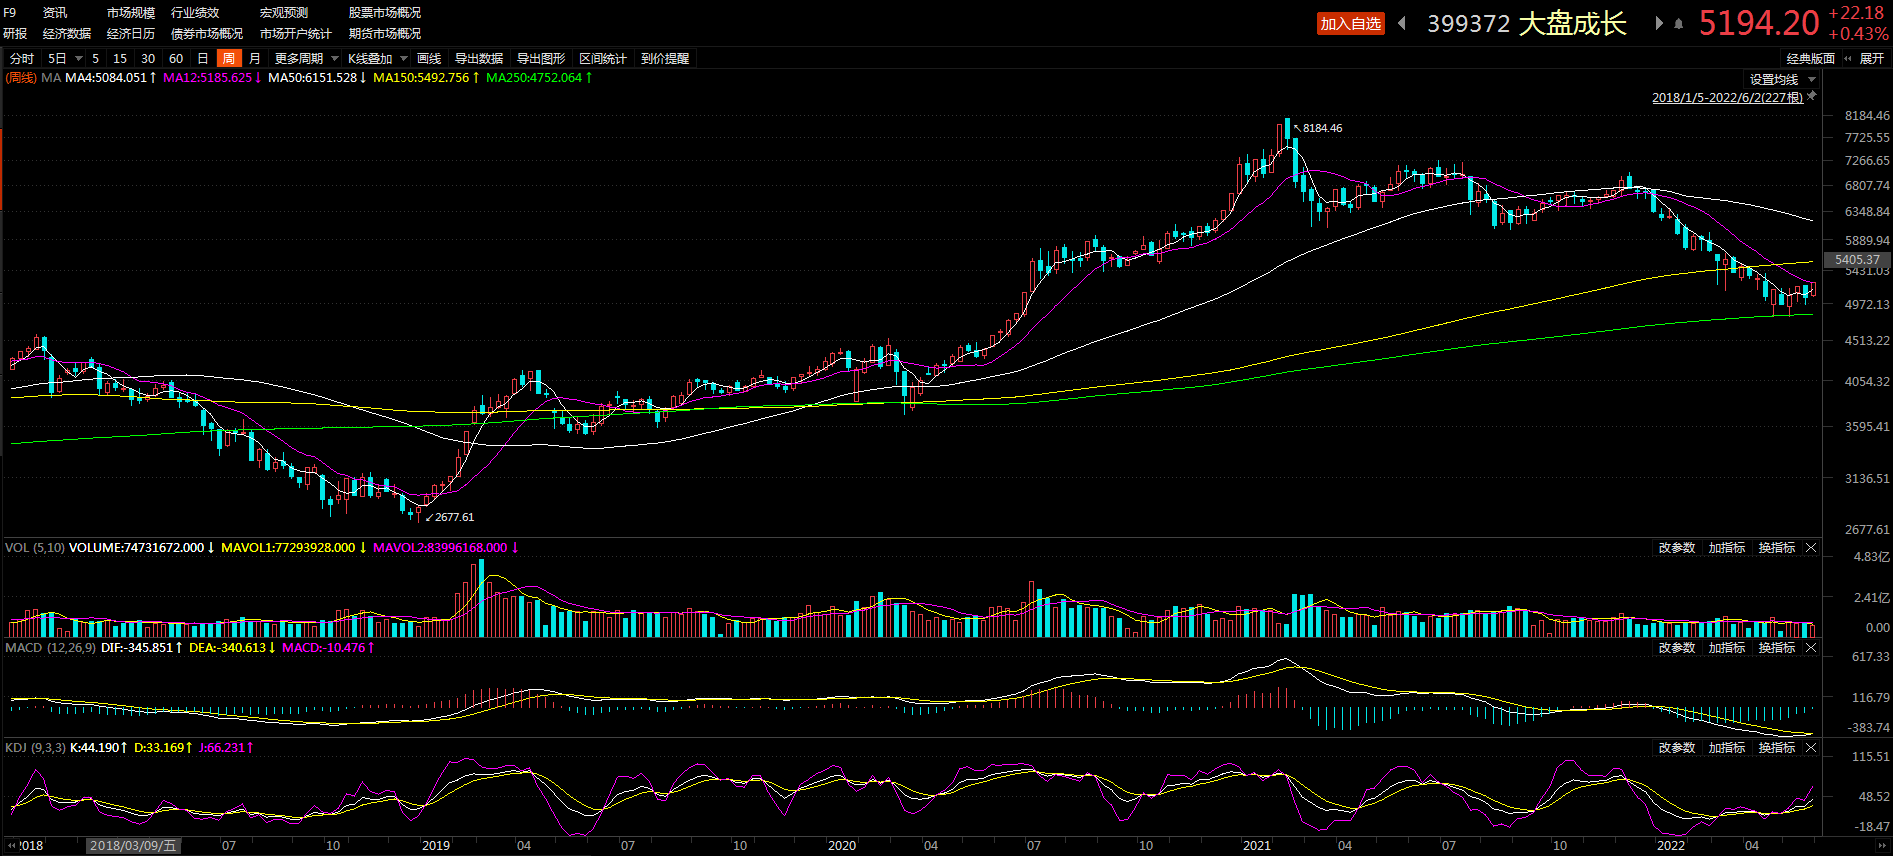 F9 资讯 市场规模 行业绩效 宏观预测 股票市场概况
研报 经济数据 经济日历 债券市场概况 市场开户统计 期货市场概况
加入自选 399372 大盘成长 5194.20 +22.18
+0.43%
分时 5日 5 15 30 60 日 周 月 更多周期 K线叠加 画线 导出数据 导出图形 区间统计 到价提醒 经典版面 展开
(周线) MA MA4:5084.051↑ MA12:5185.625↓ MA50:6151.528↓ MA150:5492.756↑ MA250:4752.064↑ 设置均线
2018/1/5-2022/6/2(227根)
8184.46
8184.46
7725.55
7266.65
6807.74
6348.84
5889.94
5405.37
5431.03
4972.13
4513.22
4054.32
3595.41
3136.51
2677.61
2677.61
VOL (5,10) VOLUME:74731672.000↓ MAVOL1:77293928.000↓ MAVOL2:83996168.000↓ 改参数 加指标 换指标
4.83亿
2.41亿
0.00
MACD (12,26,9) DIF:-345.851↑ DEA:-340.613↓ MACD:-10.476↑ 改参数 加指标 换指标
617.33
116.79
-383.74
KDJ (9,3,3) K:44.190↑ D:33.169↑ J:66.231↑ 改参数 加指标 换指标
115.51
48.52
-18.47
2018 2018/03/09/五 07 10 2019 04 07 10 2020 04 07 10 2021 04 07 10 2022 04